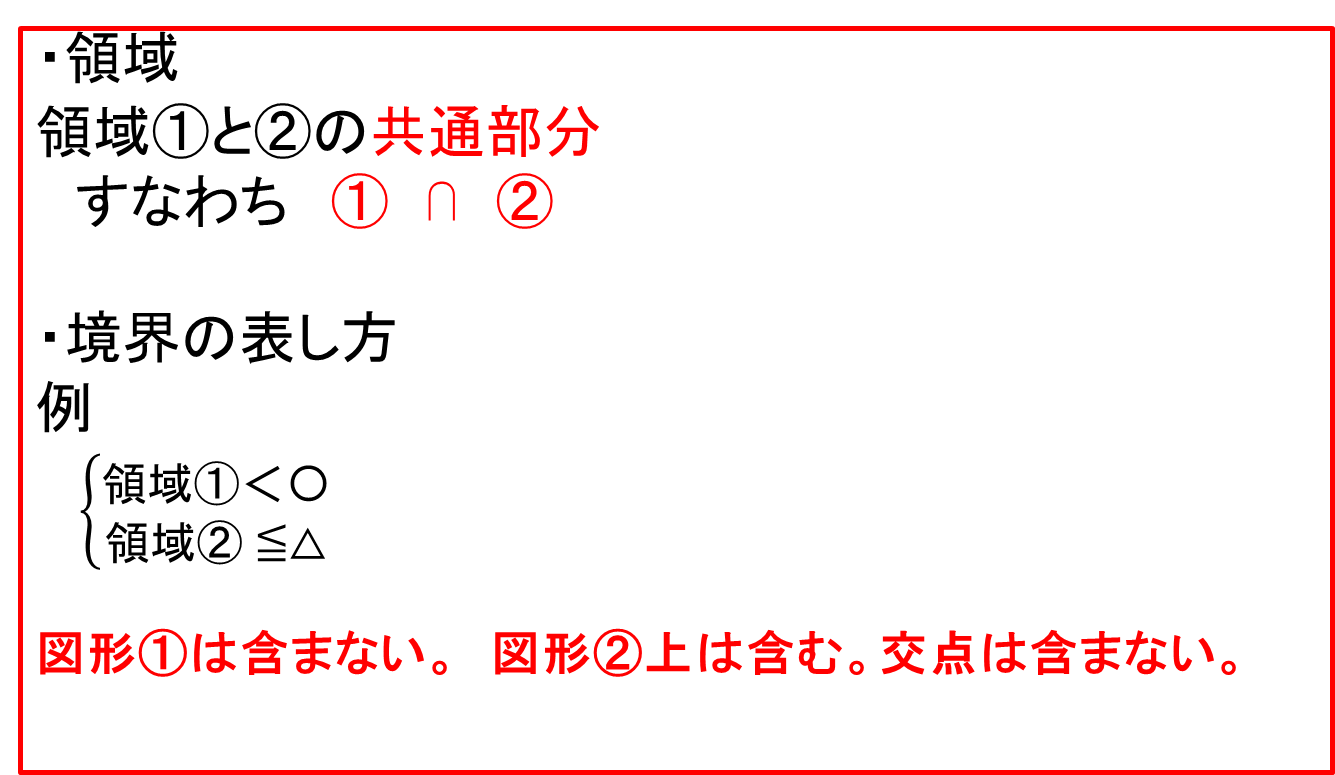 ・領域
領域①と②の共通部分
すなわち ① ∩ ②
・境界の表し方
例
領域①＜○
領域②≦△
図形①は含まない。 図形②上は含む。交点は含まない。